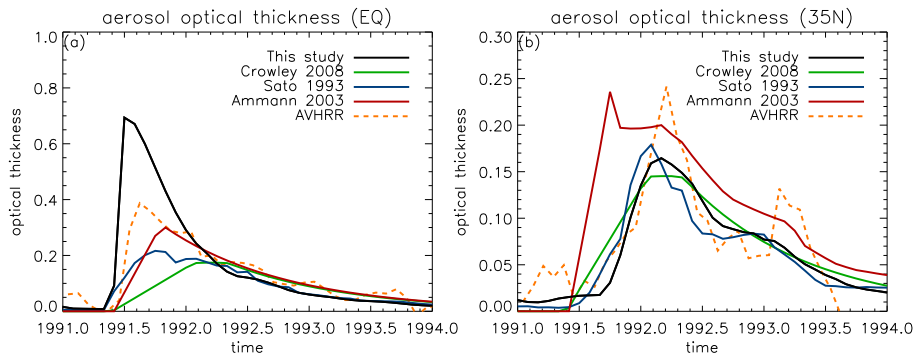 aerosol optical thickness (EQ)
(a)
1.0
0.8
0.6
0.4
0.2
0.0
optical thickness
This study
Crowley 2008
Sato 1993
Ammann 2003
AVHRR
1991.0 1991.5 1992.0 1992.5 1993.0 1993.5 1994.0
time
aerosol optical thickness (35N)
(b)
0.30
0.25
0.20
0.15
0.10
0.05
0.00
optical thickness
This study
Crowley 2008
Sato 1993
Ammann 2003
AVHRR
1991.0 1991.5 1992.0 1992.5 1993.0 1993.5 1994.0
time